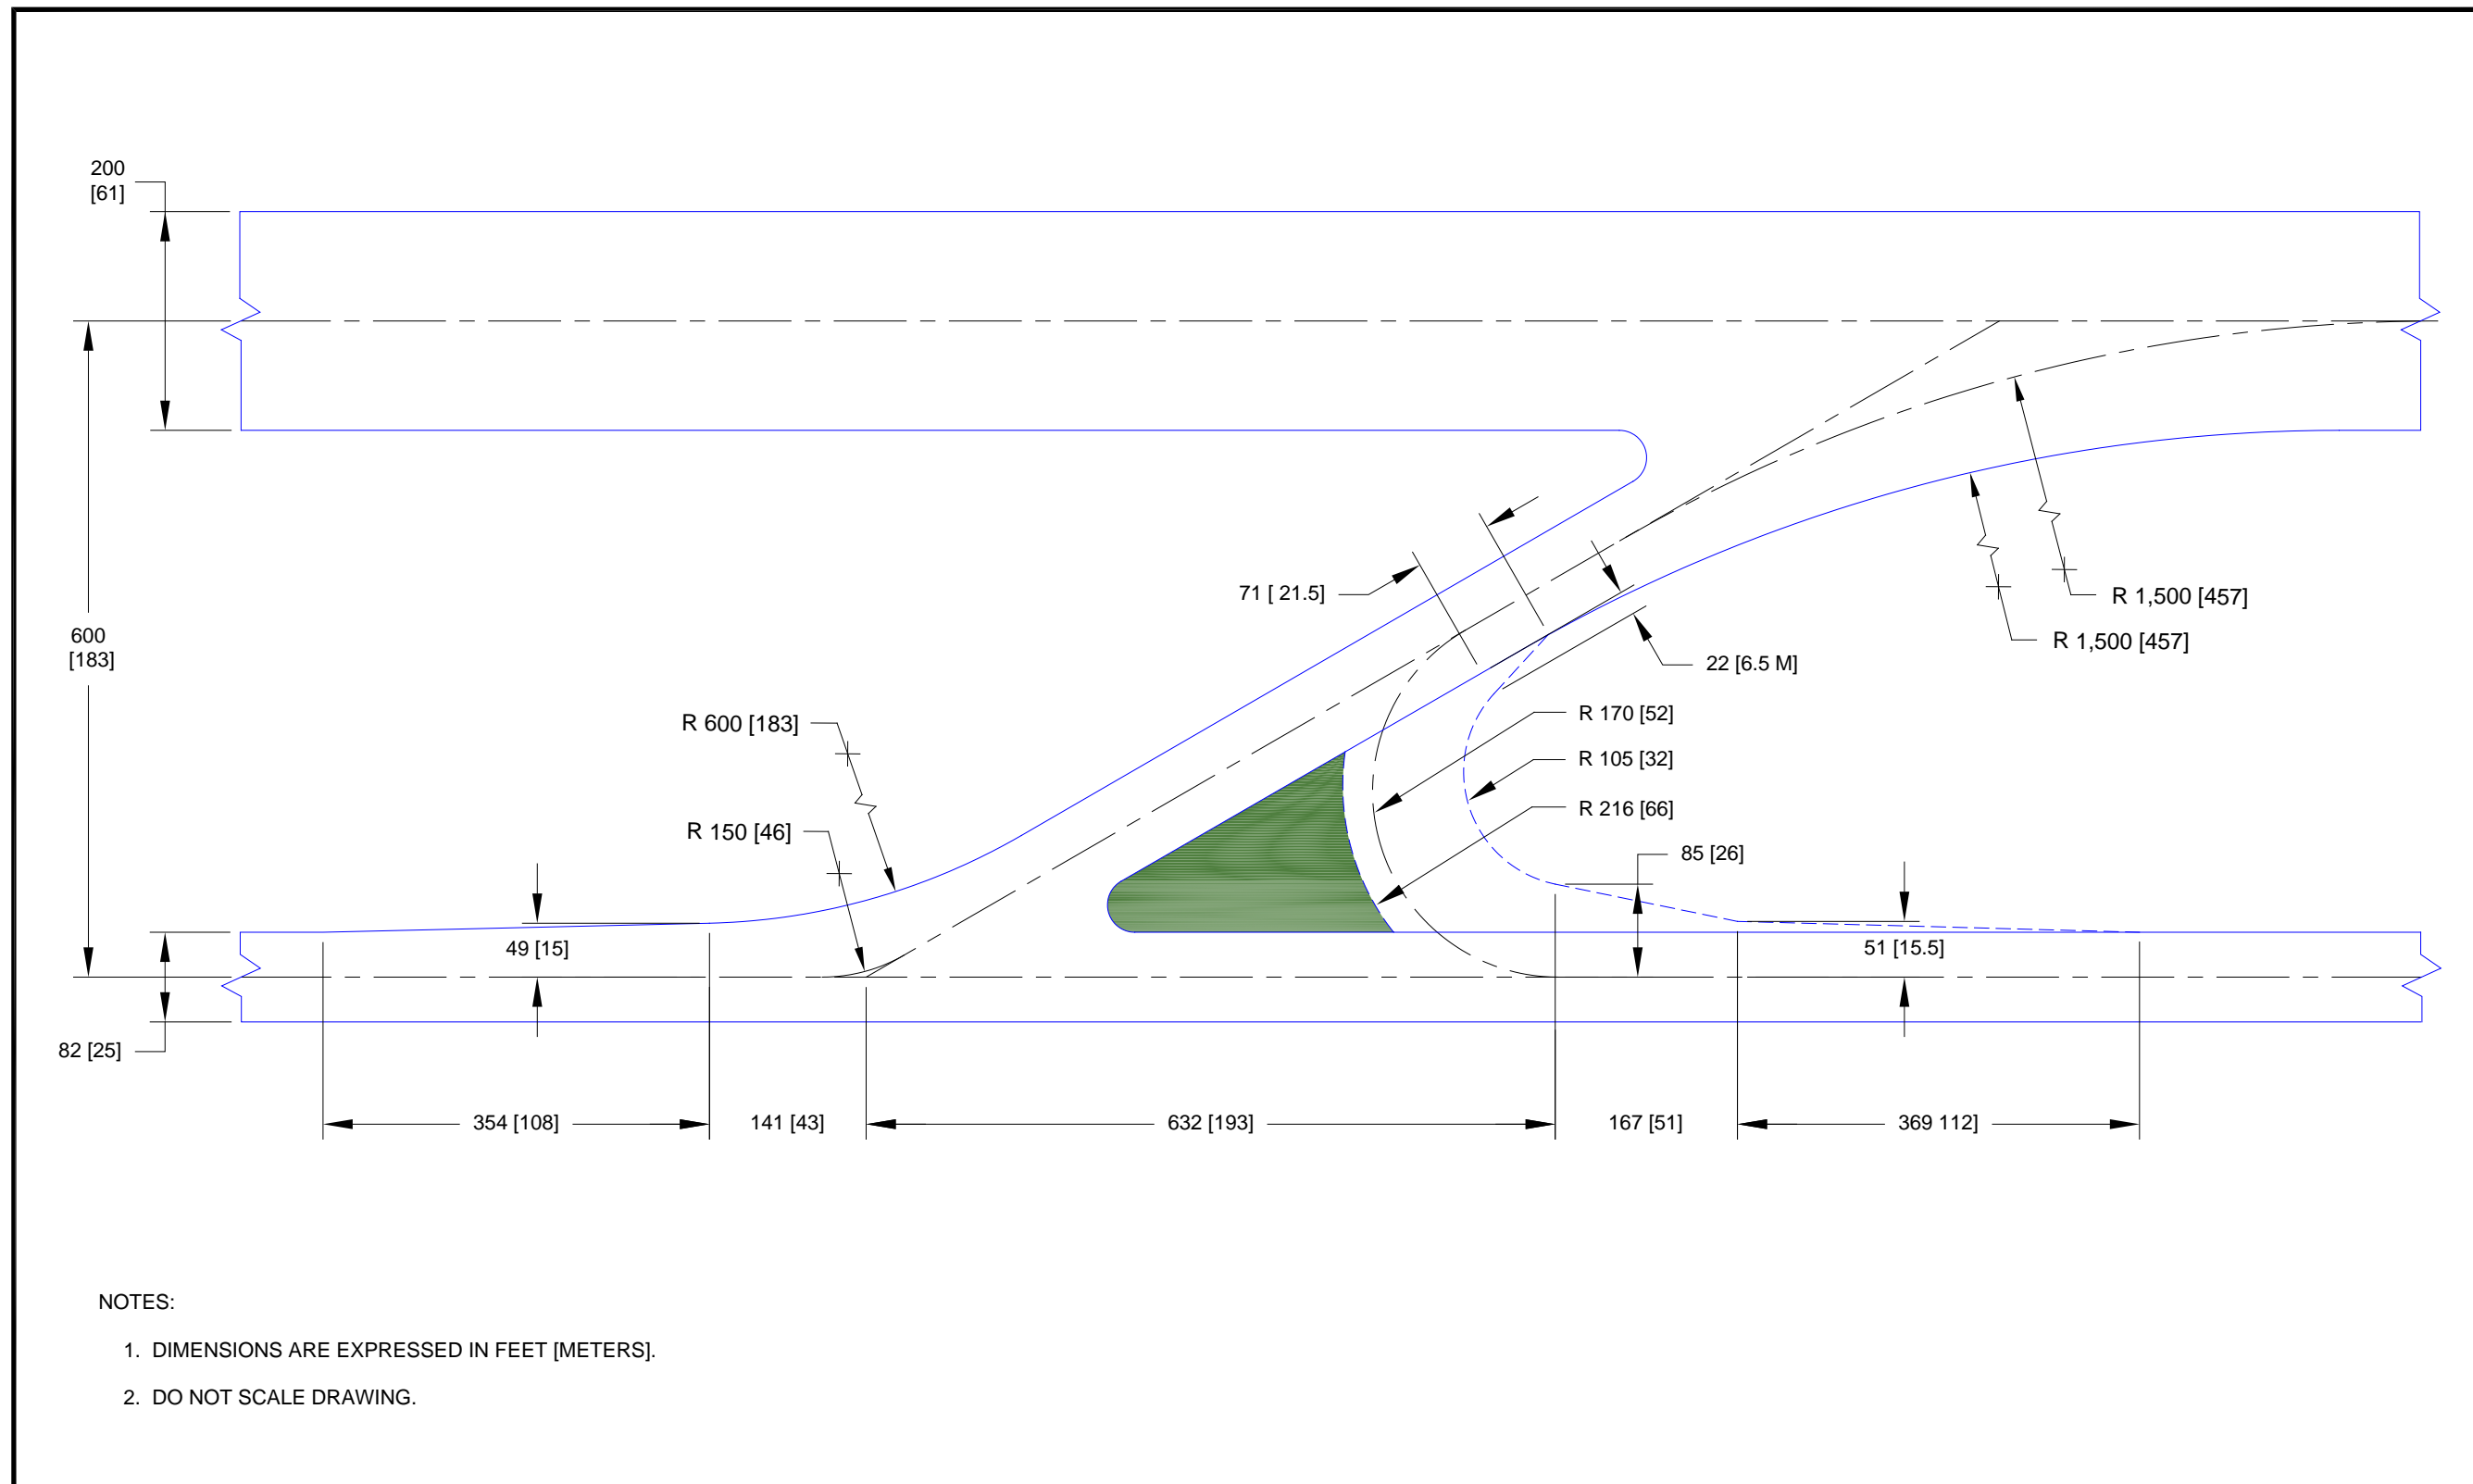 200
[61]
71 [ 21.5]
R 1,500 [457]
R 1,500 [457]
600
[183]
22 [6.5 M]
R 600 [183]
R 170 [52]
R 105 [32]
R 216 [66]
R 150 [46]
85 [26]
49 [15]
51 [15.5]
82 [25]
354 [108]
141 [43]
632 [193]
167 [51]
369 112]
NOTES:
1. DIMENSIONS ARE EXPRESSED IN FEET [METERS].
2. DO NOT SCALE DRAWING.